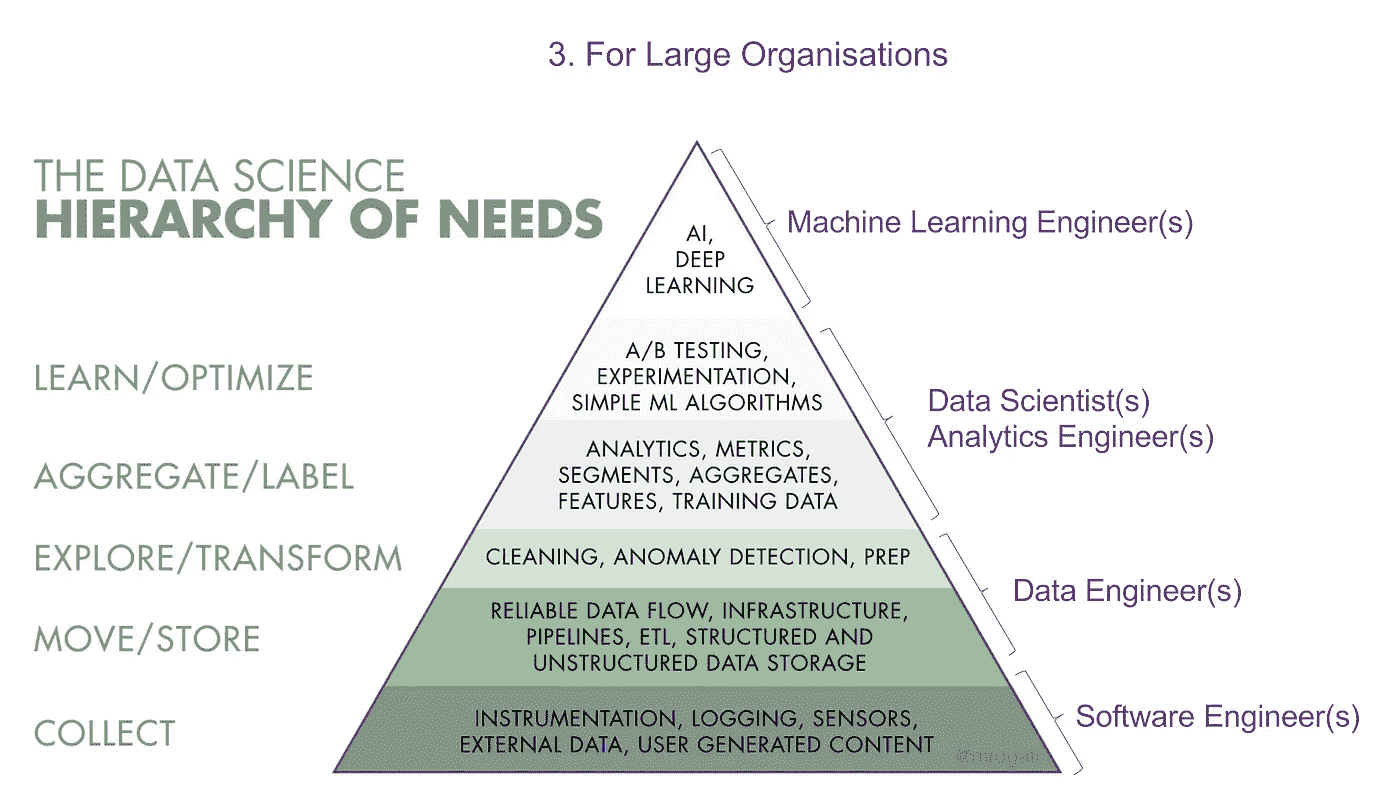 3. For Large Organisations
THE DATA SCIENCE
HIERARCHY OF NEEDS
AI,
DEEP
LEARNING
Machine Learning Engineer(s)
LEARN/OPTIMIZE
A/B TESTING,
EXPERIMENTATION,
SIMPLE ML ALGORITHMS
Data Scientist(s)
Analytics Engineer(s)
AGGREGATE/LABEL
ANALYTICS, METRICS,
SEGMENTS, AGGREGATES,
FEATURES, TRAINING DATA
EXPLORE/TRANSFORM
CLEANING, ANOMALY DETECTION, PREP
Data Engineer(s)
MOVE/STORE
RELIABLE DATA FLOW, INFRASTRUCTURE,
PIPELINES, ETL, STRUCTURED AND
UNSTRUCTURED DATA STORAGE
COLLECT
INSTRUMENTATION, LOGGING, SENSORS,
EXTERNAL DATA, USER GENERATED CONTENT
Software Engineer(s)